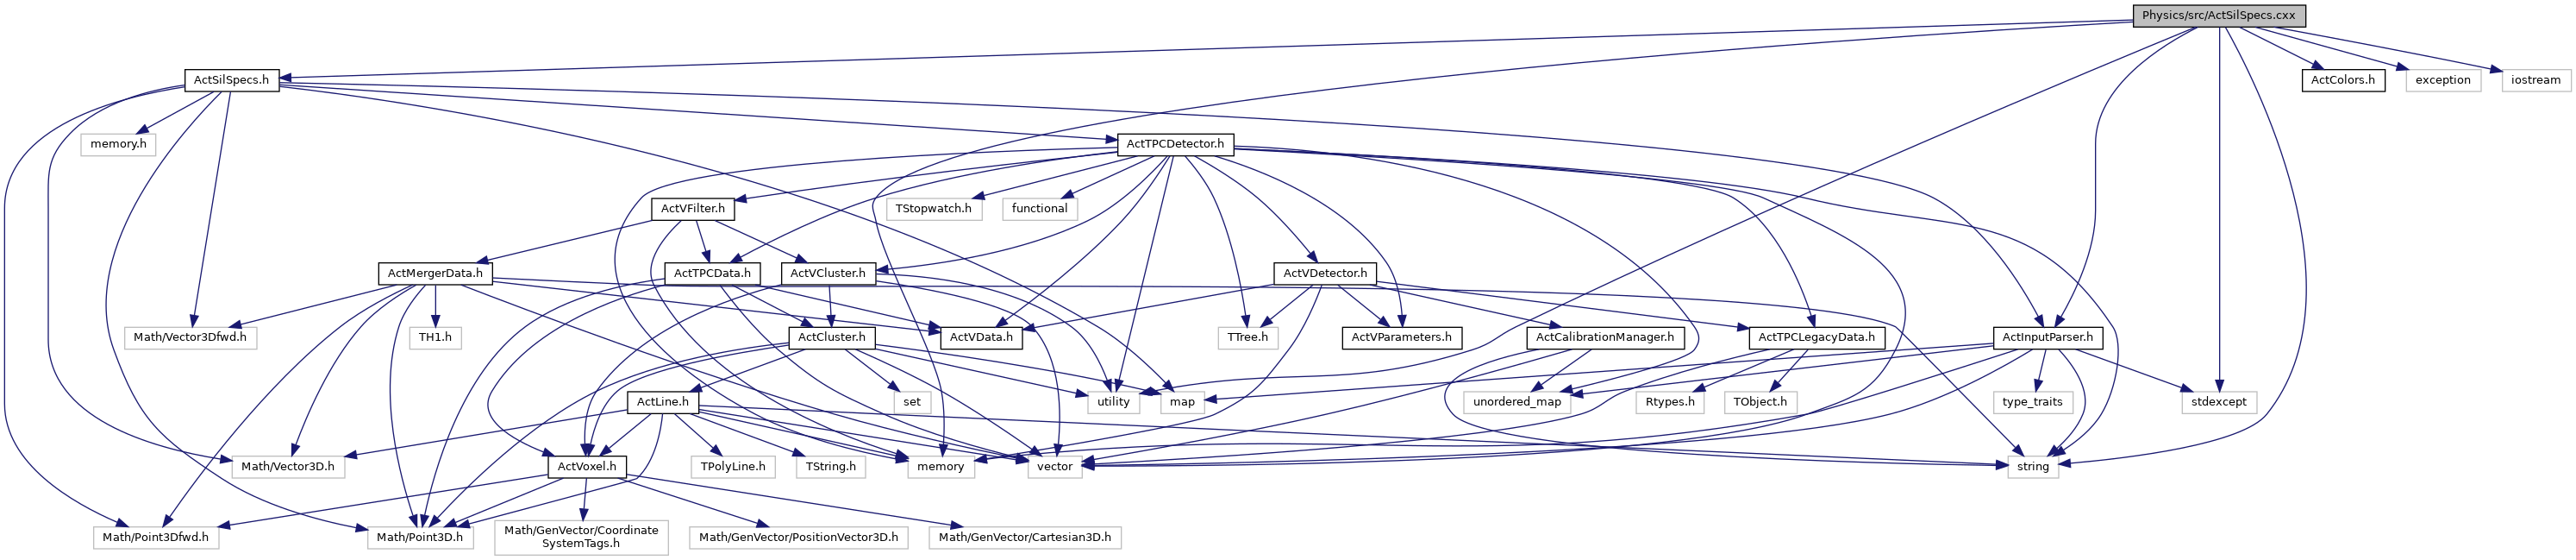 Physics/src/ActSilSpecs.cxx
ActSilSpecs.h
ActColors.h
exception
iostream
memory.h
ActTPCDetector.h
ActVFilter.h
TStopwatch.h
functional
ActMergerData.h
ActTPCData.h
ActVCluster.h
ActVDetector.h
Math/Vector3Dfwd.h
TH1.h
ActCluster.h
ActVData.h
TTree.h
ActVParameters.h
ActCalibrationManager.h
ActTPCLegacyData.h
ActInputParser.h
ActLine.h
set
utility
map
unordered_map
Rtypes.h
TObject.h
type_traits
stdexcept
Math/Vector3D.h
ActVoxel.h
TPolyLine.h
TString.h
memory
vector
string
Math/Point3Dfwd.h
Math/Point3D.h
Math/GenVector/Coordinate
SystemTags.h
Math/GenVector/PositionVector3D.h
Math/GenVector/Cartesian3D.h